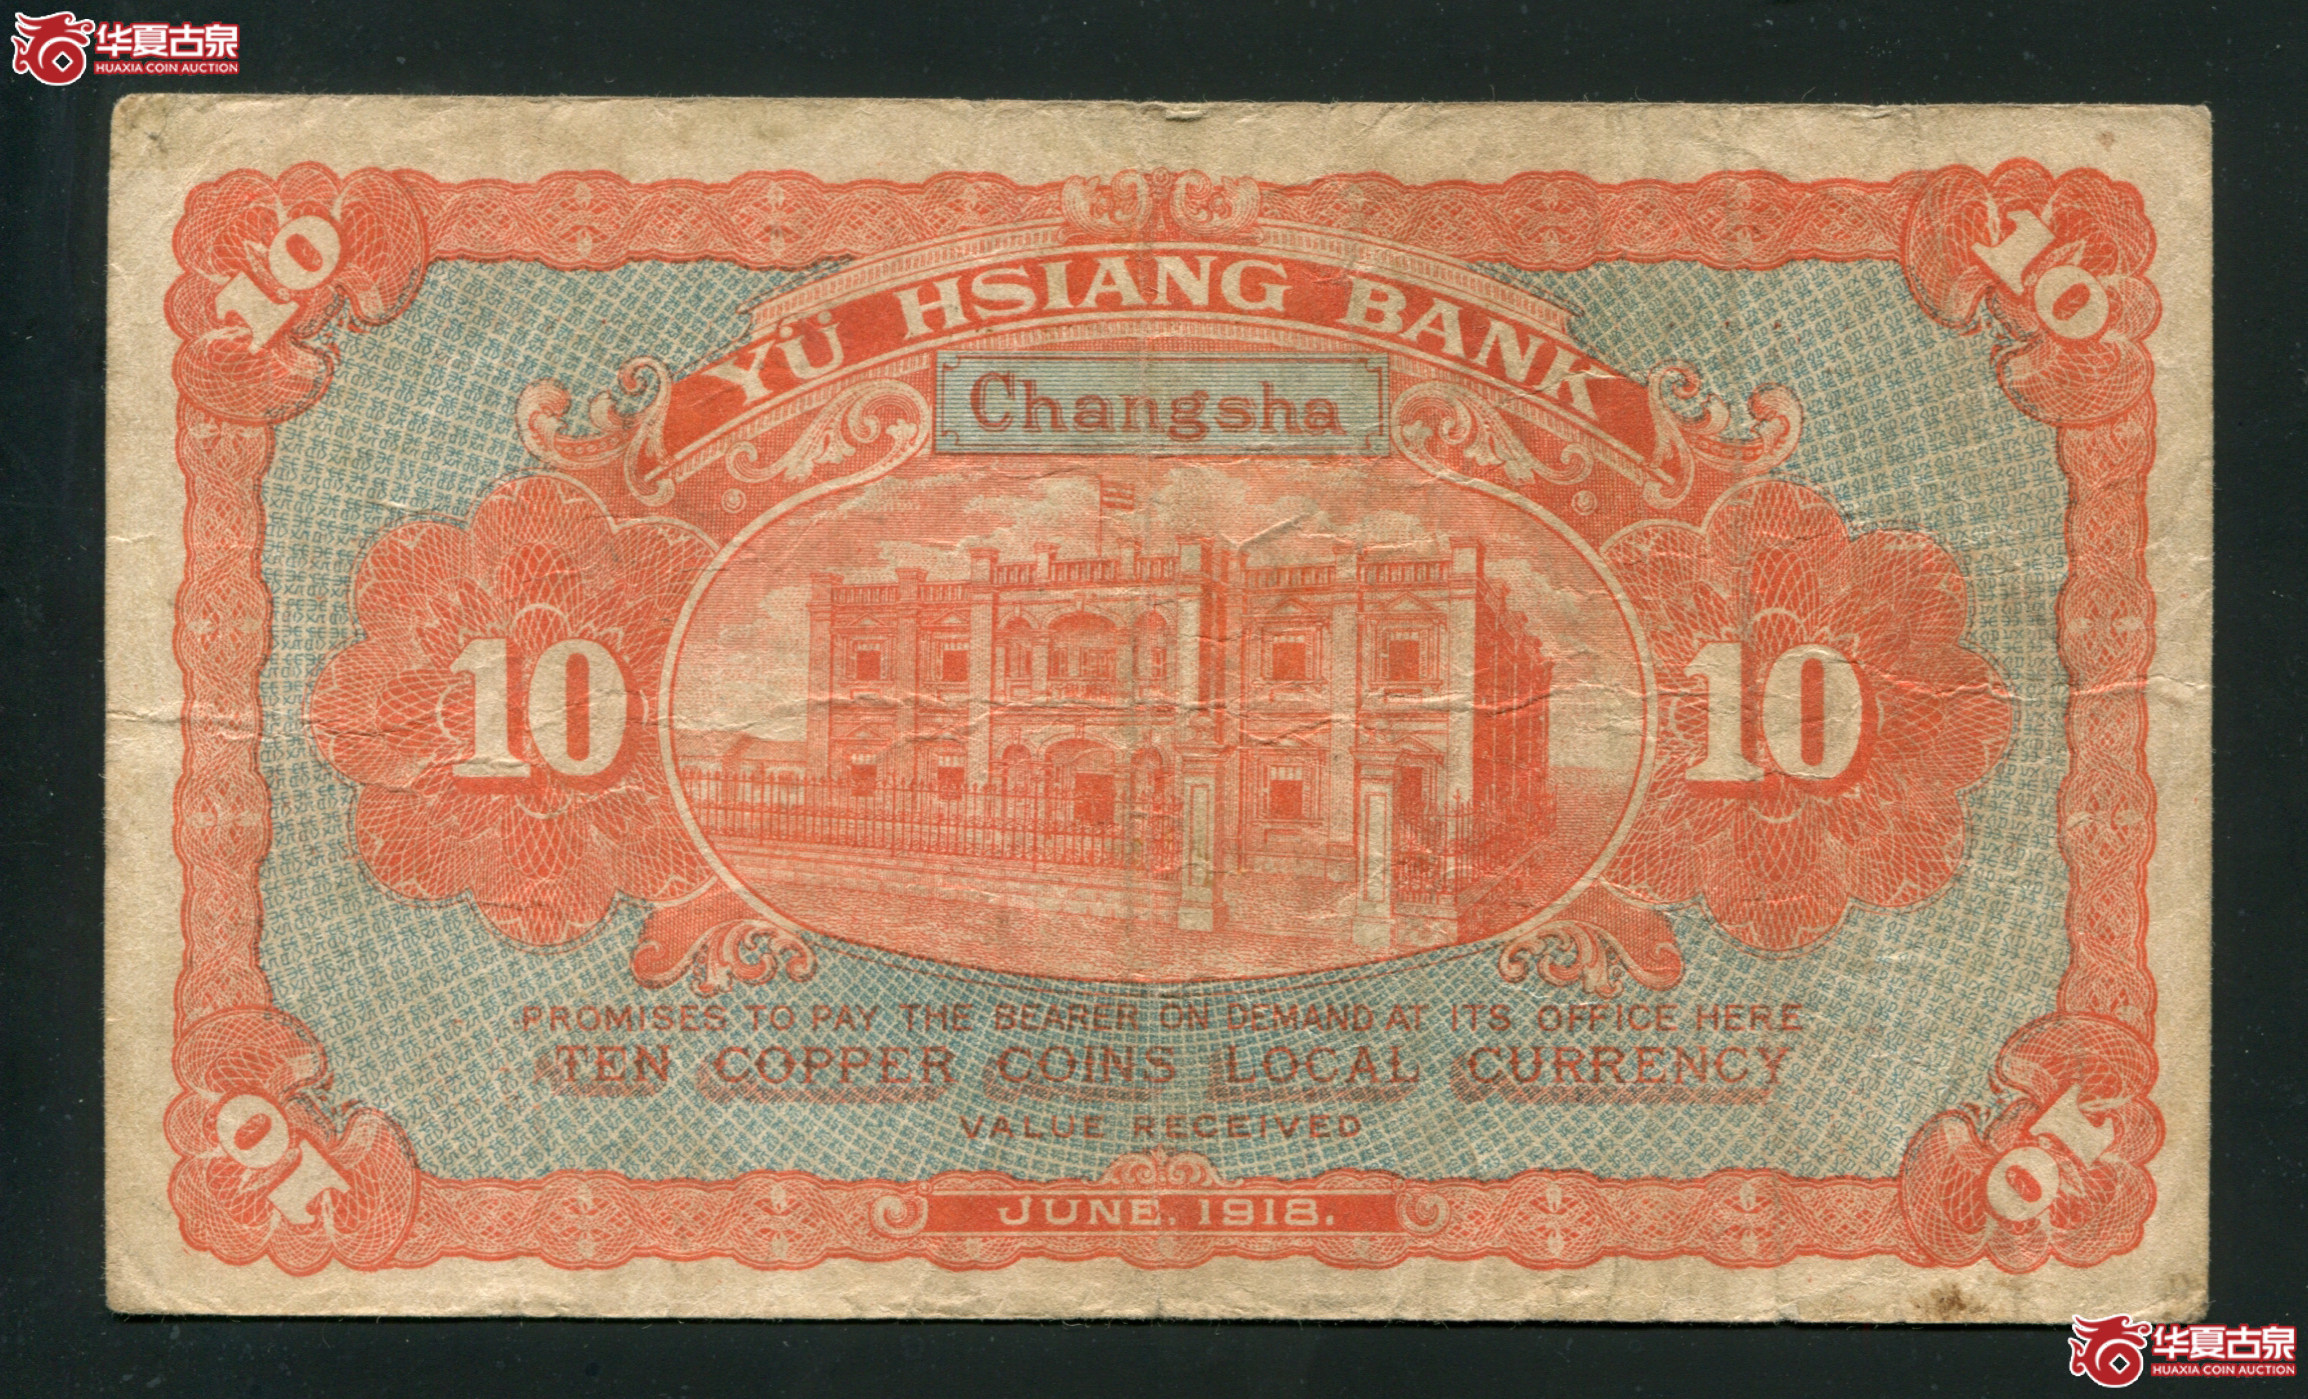 华夏古泉
HUAXIA COIN AUCTION
10
10
YÜ HSIANG BANK
Changsha
10
10
PROMISES TO PAY THE BEARER ON DEMAND AT ITS OFFICE HERE
TEN COPPER COINS LOCAL CURRENCY
VALUE RECEIVED
10
10
JUNE. 1918.
华夏古泉
HUAXIA COIN AUCTION